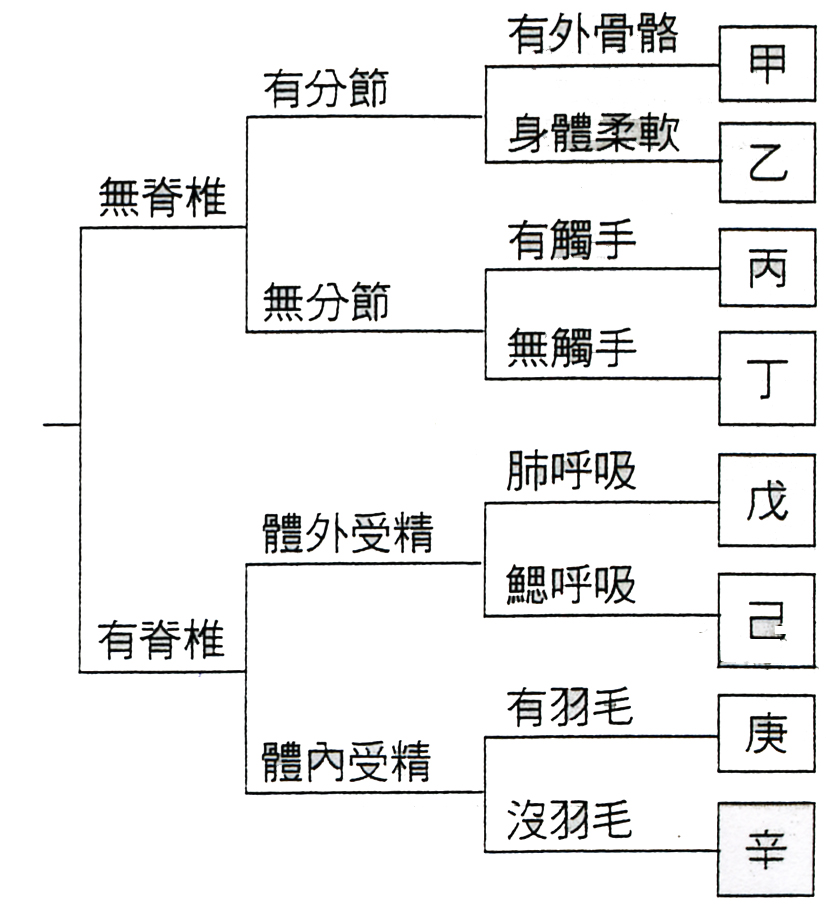 有外骨骼
甲
有分節
身體柔軟
乙
無脊椎
有觸手
丙
無分節
無觸手
丁
肺呼吸
戊
體外受精
鰓呼吸
己
有脊椎
有羽毛
庚
體內受精
沒羽毛
辛